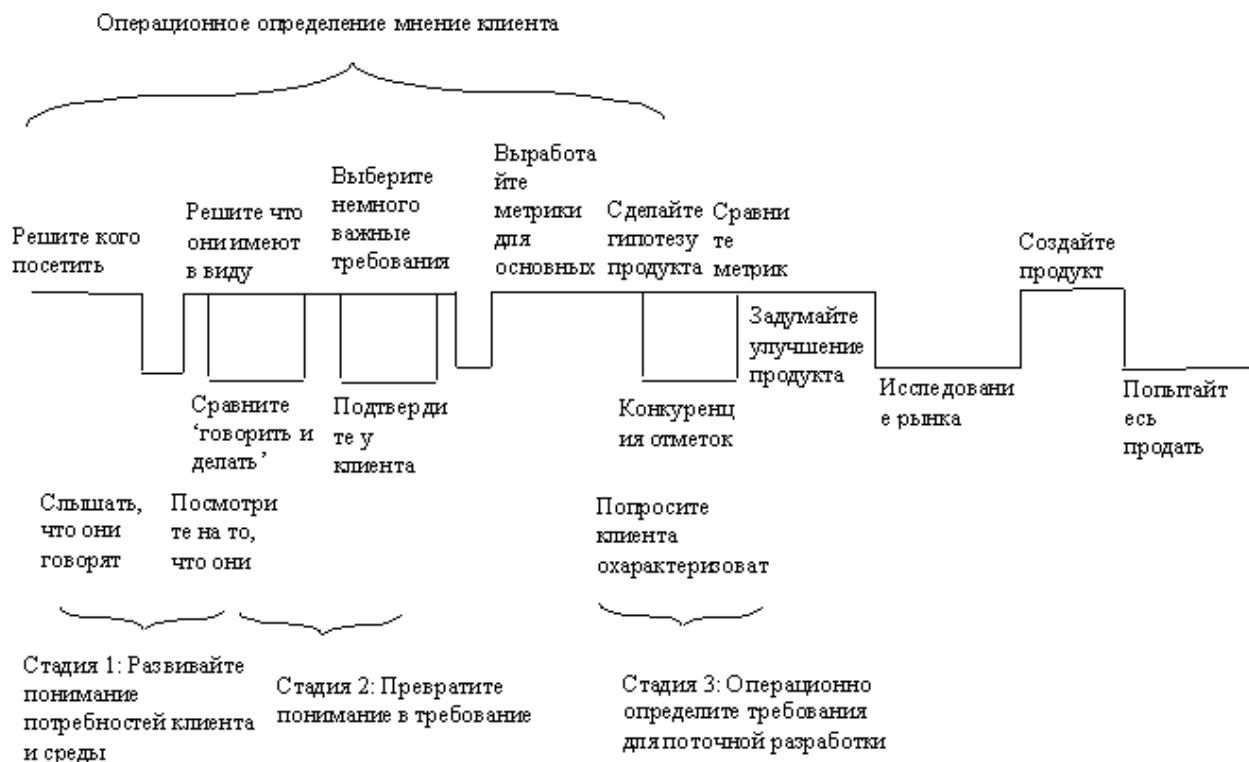 Операционное определение мнение клиента
Решите кого
посетить
Решите что
они имеют
в виду
Выберите
немного
важные
требования
Выработа
йте
метрики
для
основных
Сделайте
гипотезу
продукта
Сравни
те
метрик
Создайте
продукт
Задумайте
улучшение
продукта
Сравните
‘говорить и
делать’
Подтверди
те у
клиента
Конкуренц
ия отметок
Исследовани
е рынка
Попытайт
есь
продать
Слышать,
что они
говорят
Посмотри
те на то,
что они
Попросите
клиента
охарактеризоват
Стадия 1: Развивайте
понимание
потребностей клиента
и среды
Стадия 2: Превратите
понимание в требование
Стадия 3: Операционно
определите требования
для поточной разработки